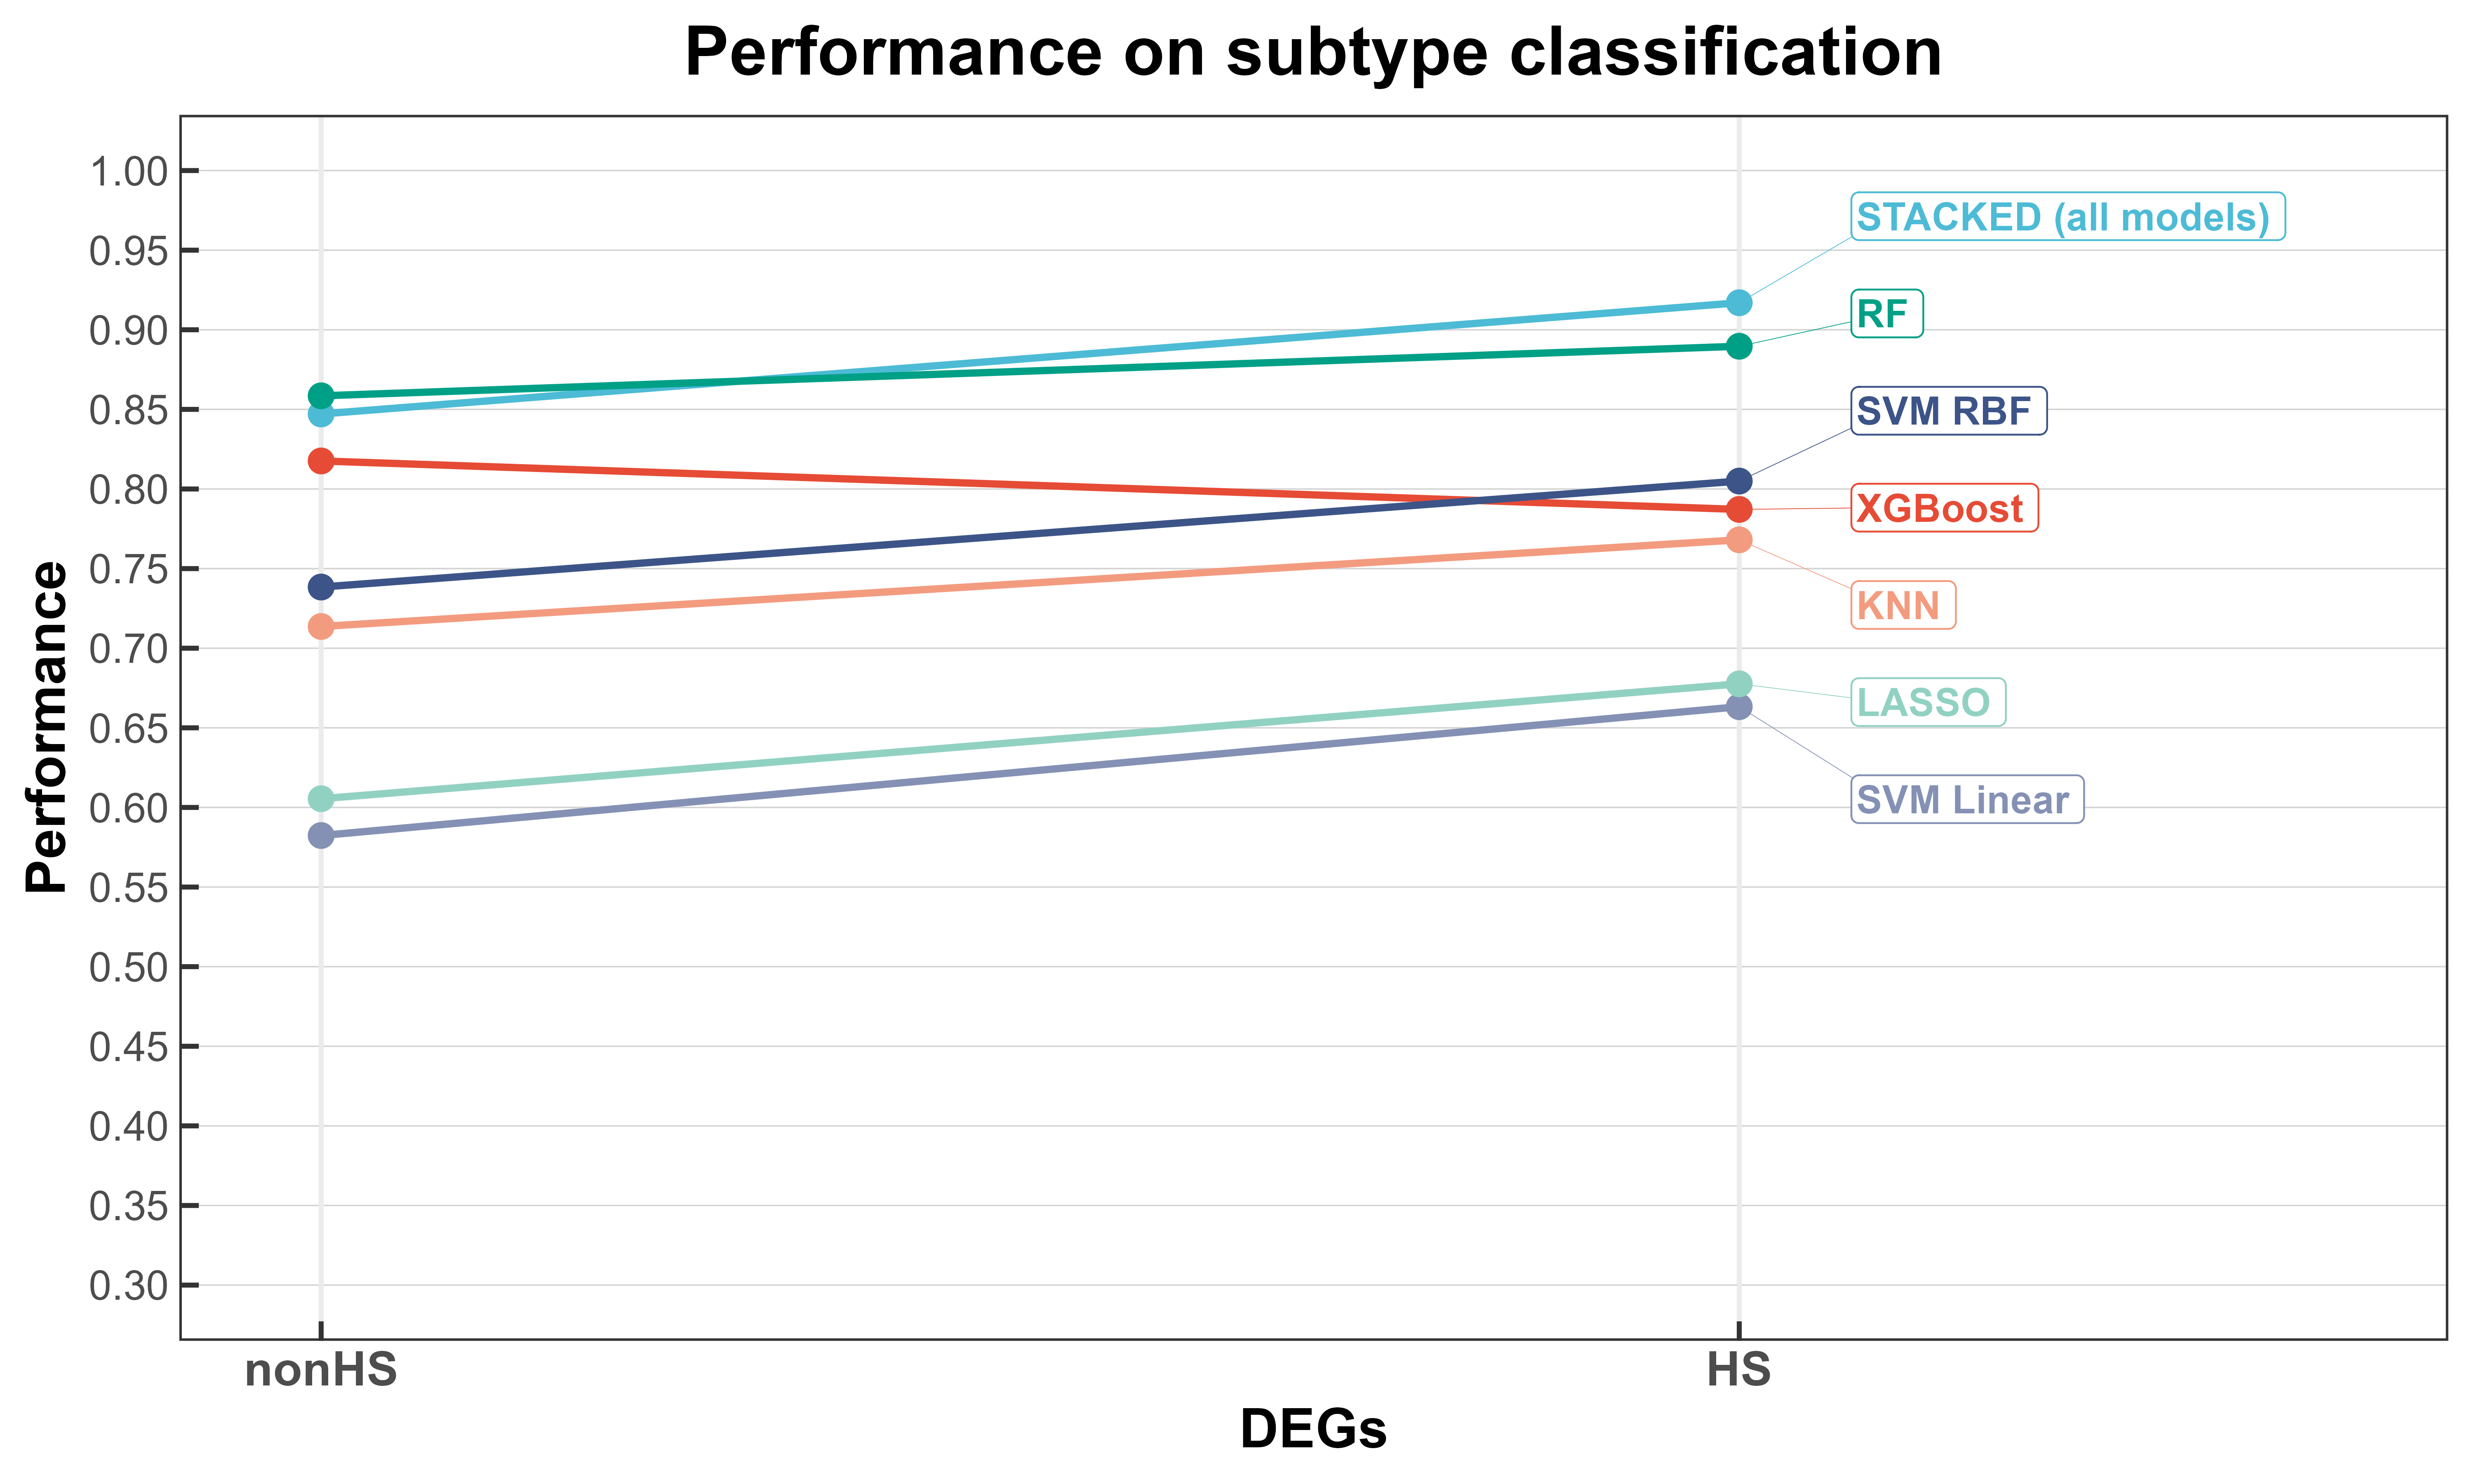 Performance on subtype classification
Performance
1.00
0.95
0.90
0.85
0.80
0.75
0.70
0.65
0.60
0.55
0.50
0.45
0.40
0.35
0.30
STACKED (all models)
RF
SVM RBF
XGBoost
KNN
LASSO
SVM Linear
nonHS
HS
DEGs